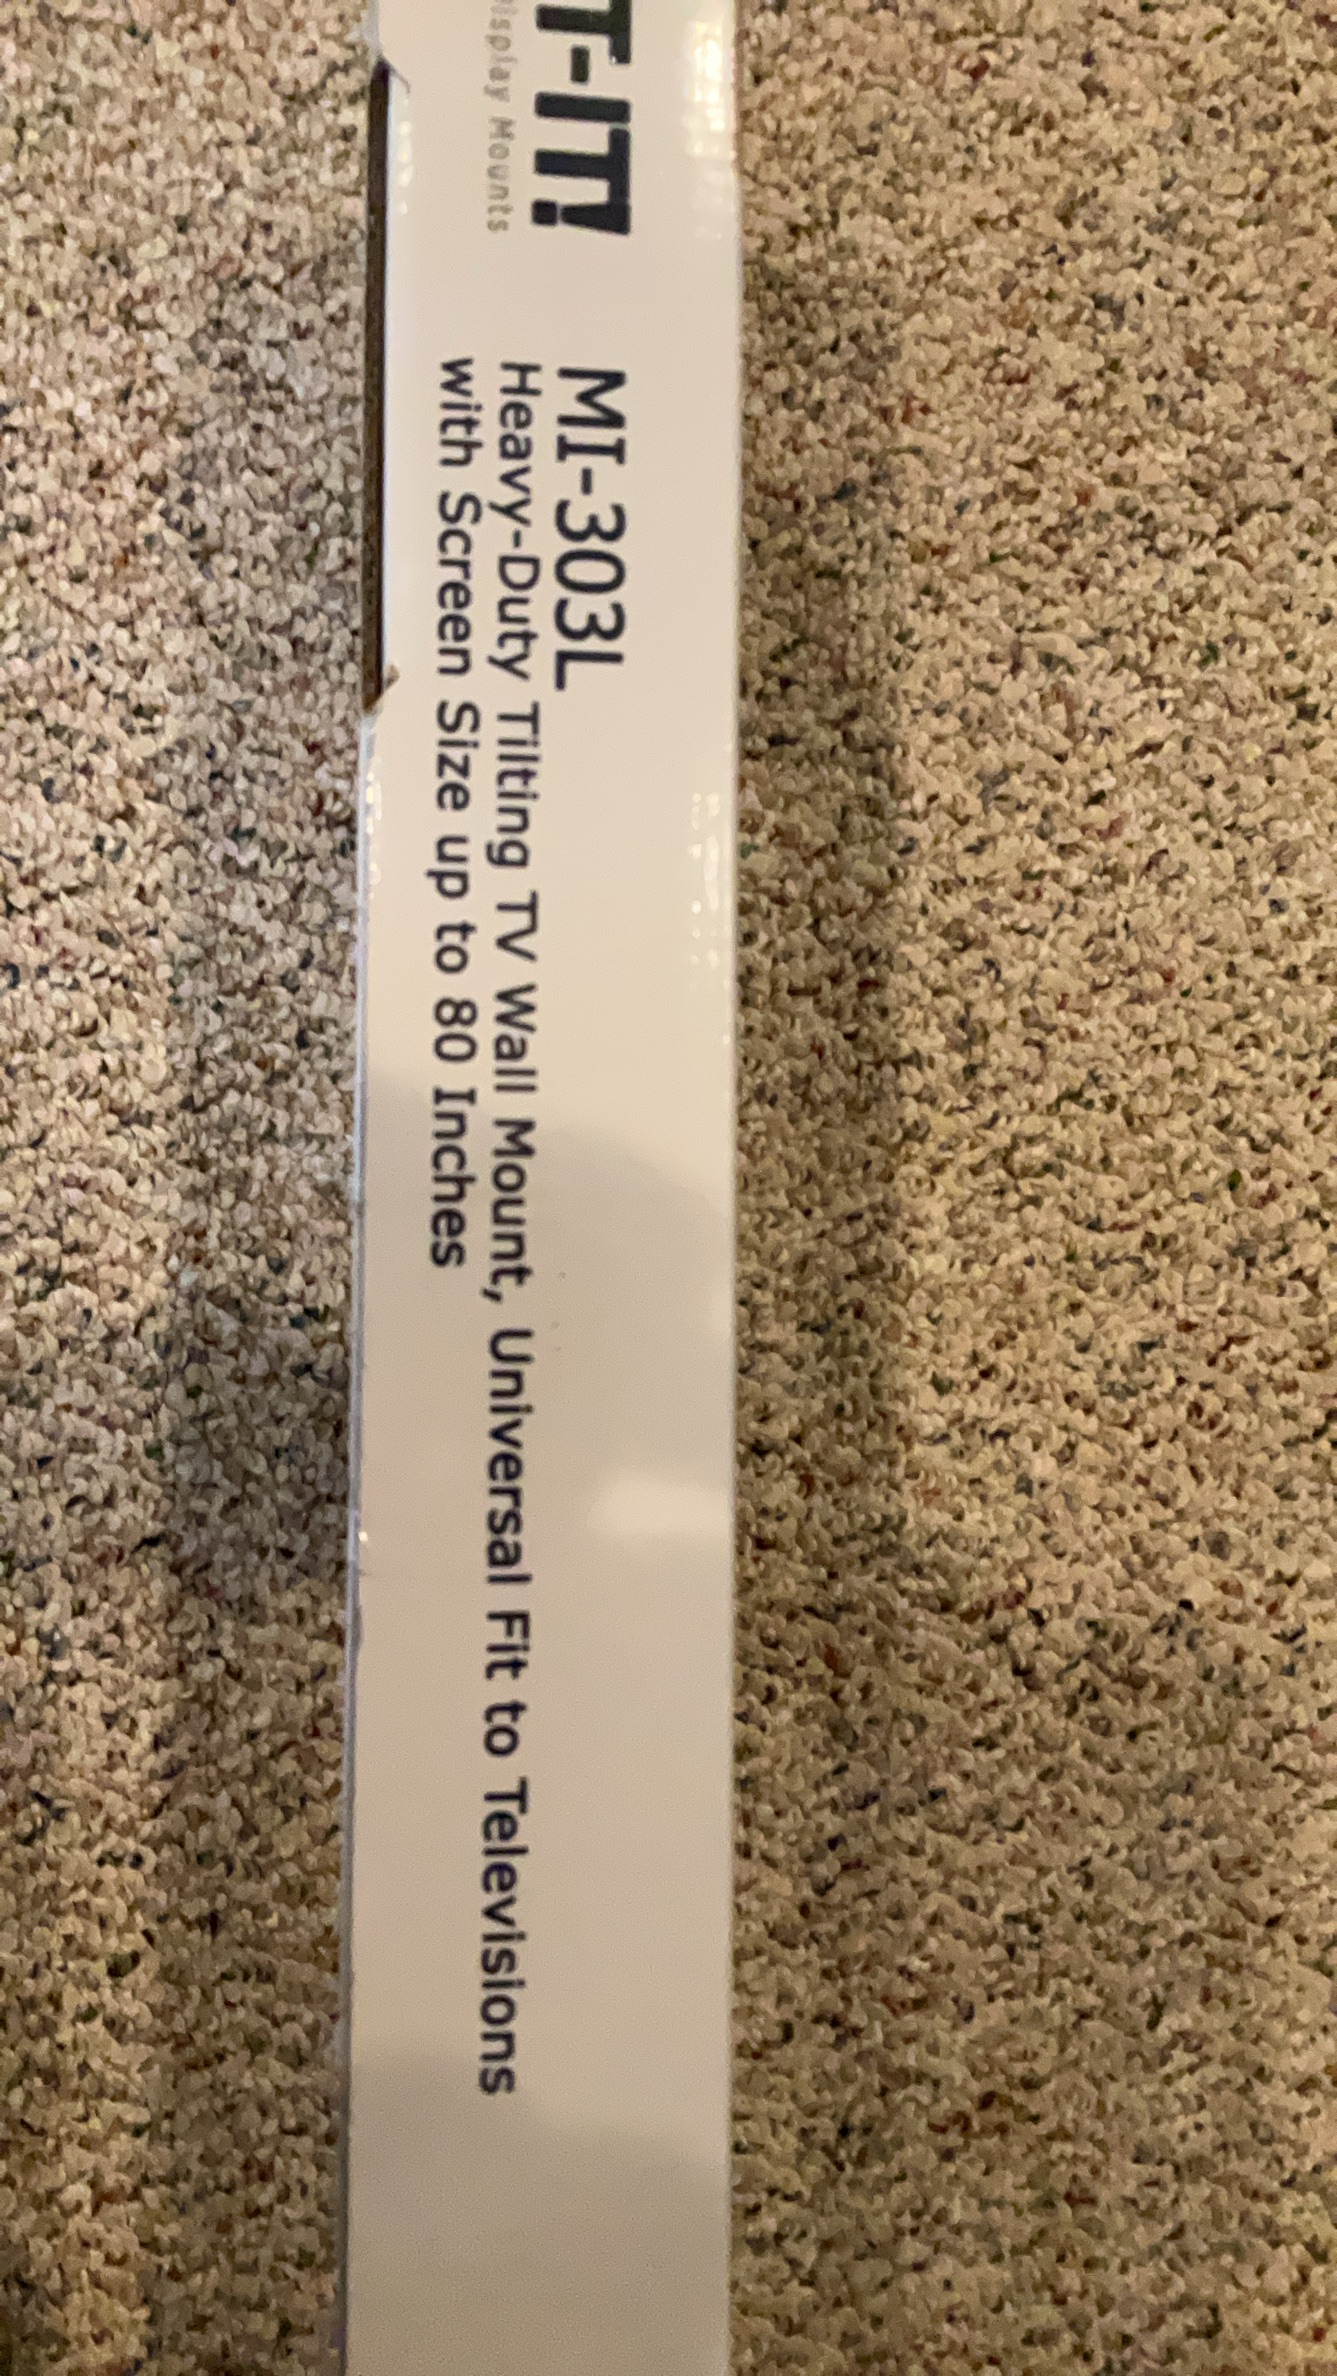 T-IT!
Display Mounts
MI-303L
Heavy-Duty Tilting TV Wall Mount, Universal Fit to Televisions
with Screen Size up to 80 Inches